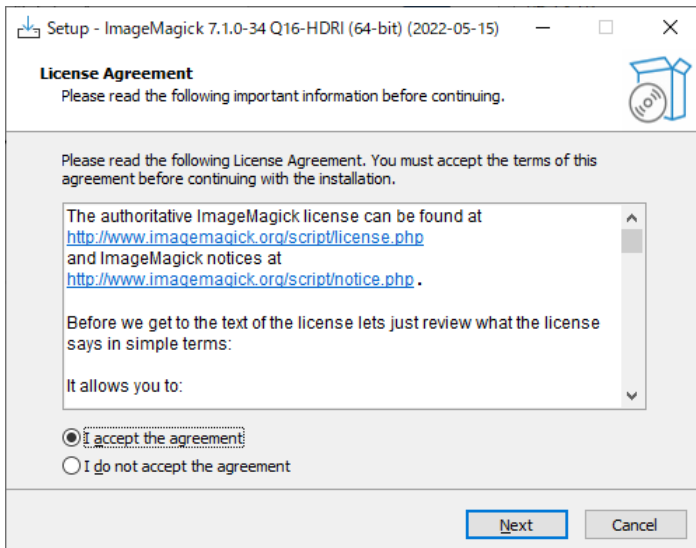 Setup - ImageMagick 7.1.0-34 Q16-HDRI (64-bit) (2022-05-15)
License Agreement
Please read the following important information before continuing.
Please read the following License Agreement. You must accept the terms of this
agreement before continuing with the installation.
The authoritative ImageMagick license can be found at
http://www.imagemagick.org/script/license.php
and ImageMagick notices at
http://www.imagemagick.org/script/notice.php .
Before we get to the text of the license lets just review what the license
says in simple terms:
It allows you to:
I accept the agreement
I do not accept the agreement
Next
Cancel